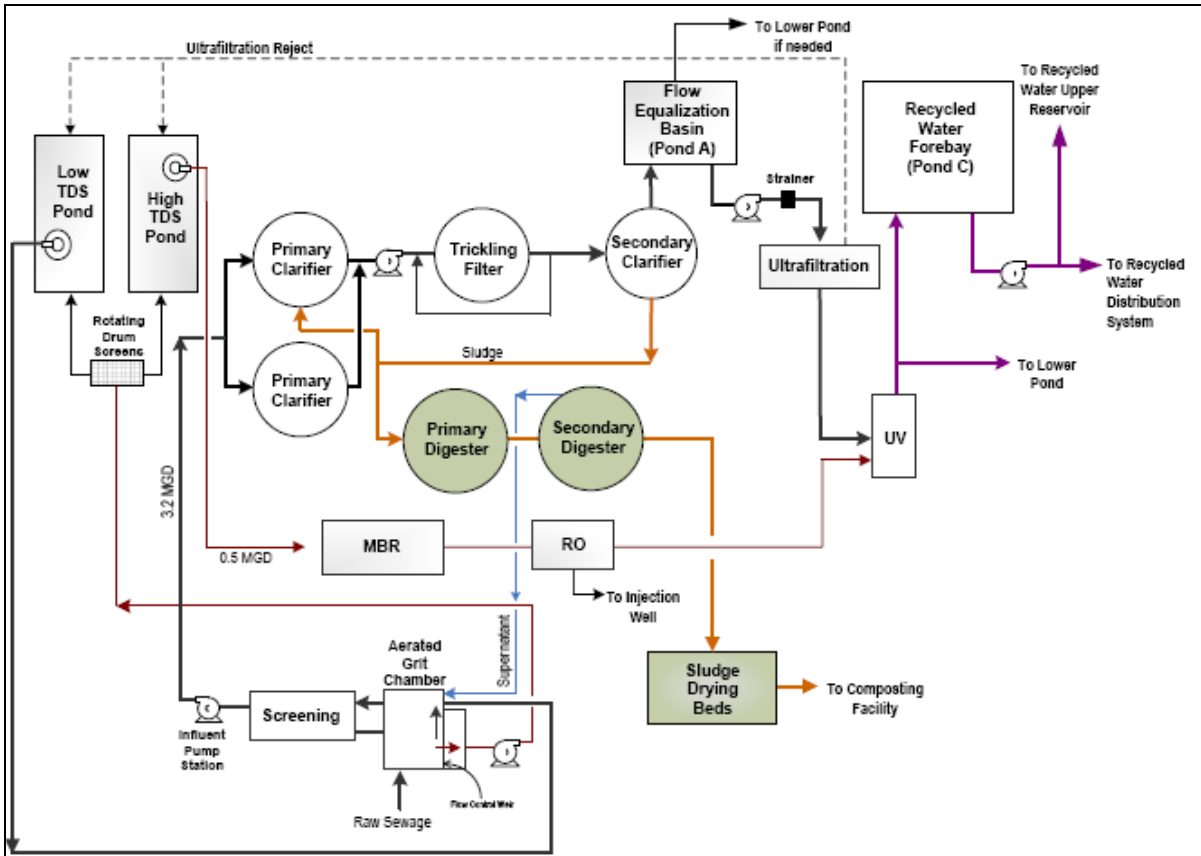 Ultrafiltration Reject
To Lower Pond
if needed
Flow
Equalization
Basin
(Pond A)
Recycled
Water
Forebay
(Pond C)
To Recycled
Water Upper
Reservoir
Low
TDS
Pond
High
TDS
Pond
Strainer
Primary
Clarifier
Trickling
Filter
Secondary
Clarifier
Ultrafiltration
To Recycled
Water
Distribution
System
Rotating
Drum
Screens
Sludge
To Lower
Pond
Primary
Clarifier
Primary
Digester
Secondary
Digester
UV
3.2 MGD
0.5 MGD
MBR
RO
To Injection
Well
Supernatant
Aerated
Grit
Chamber
Screening
Sludge
Drying
Beds
To Composting
Facility
Influent
Pump
Station
Flow Control Weir
Raw Sewage